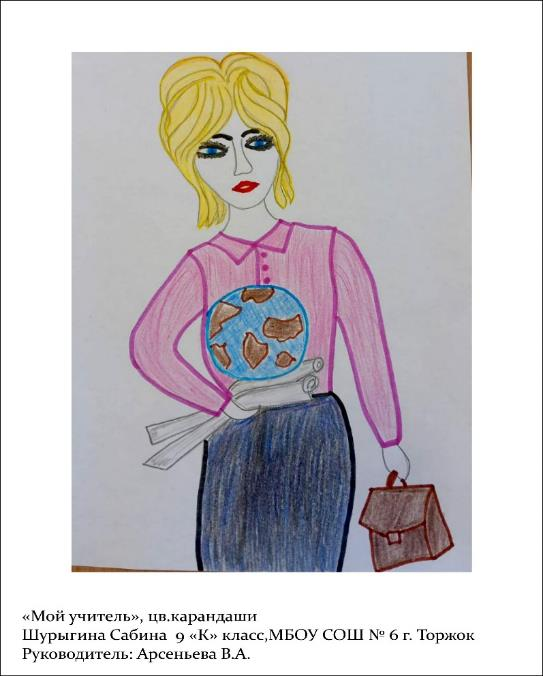 «Мой учитель», цв.карандаши
Шурыгина Сабина  9 «К» класс,МБОУ СОШ № 6 г. Торжок
Руководитель: Арсеньева В.А.